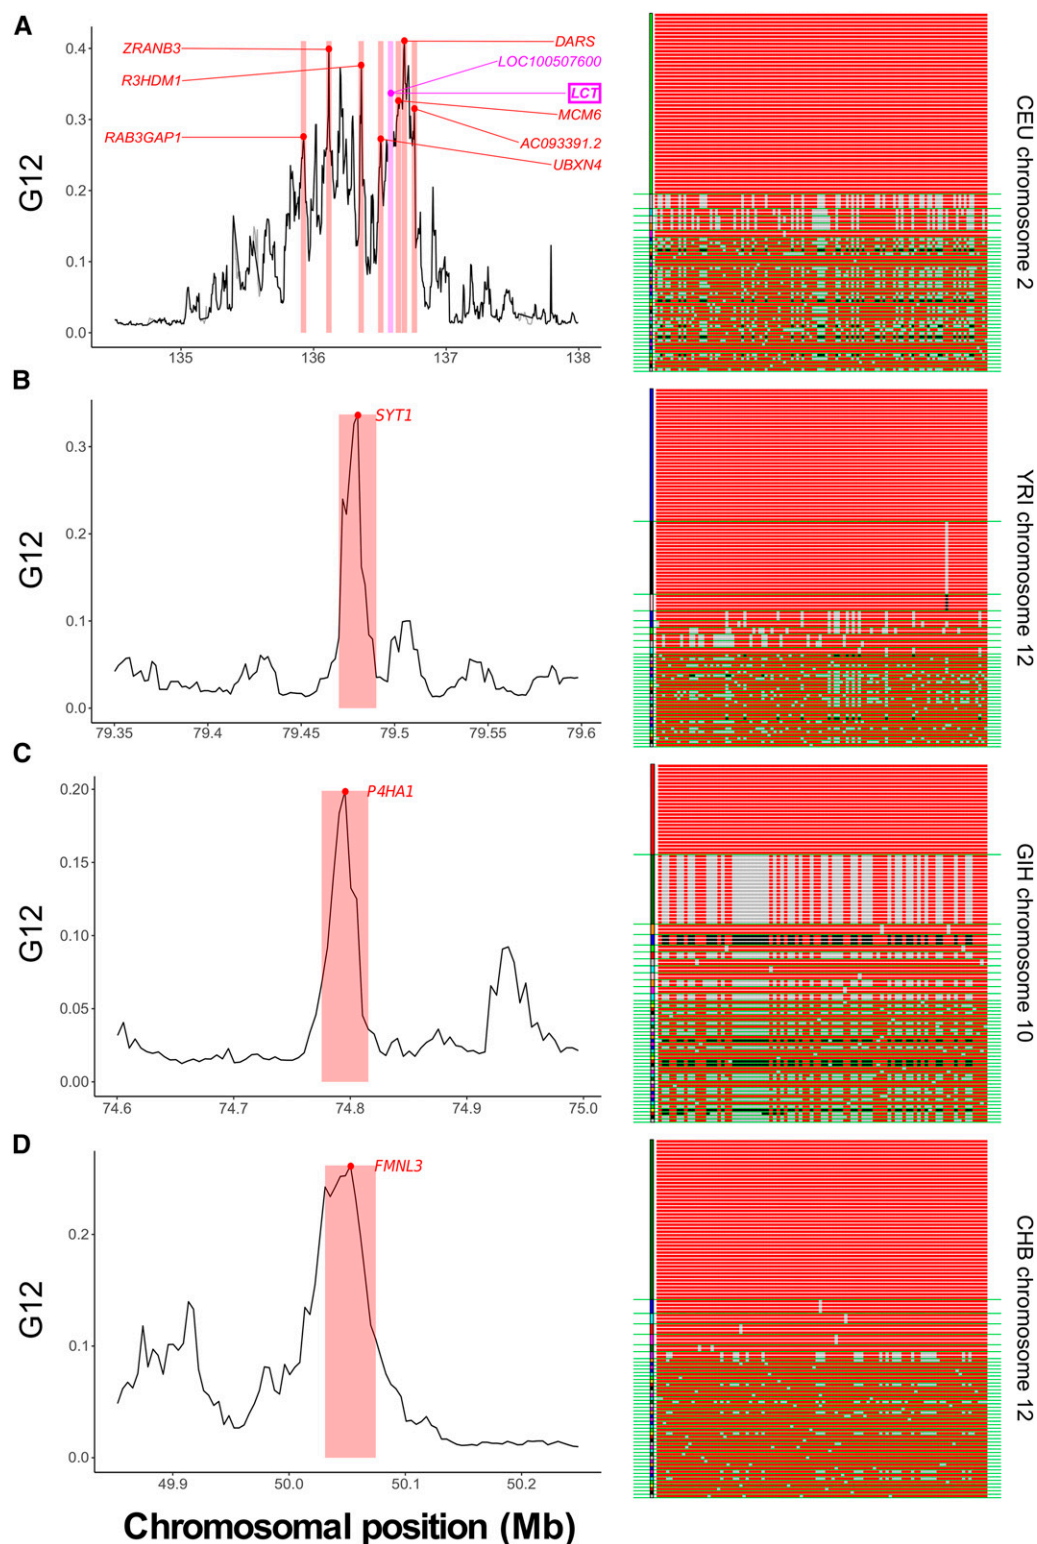 A
G12
0.4
0.3
0.2
0.1
0.0
ZRANB3
R3HDM1
RAB3GAP1
DARS
LOC100507600
LCT
MCM6
AC093391.2
UBXN4
135
136
137
138
CEU chromosome 2
B
G12
0.3
0.2
0.1
0.0
SYT1
79.35
79.4
79.45
79.5
79.55
79.6
YRI chromosome 12
C
G12
0.20
0.15
0.10
0.05
0.00
P4HA1
74.6
74.7
74.8
74.9
75.0
GIH chromosome 10
D
G12
0.2
0.1
0.0
FMNL3
49.9
50.0
50.1
50.2
CHB chromosome 12
Chromosomal position (Mb)